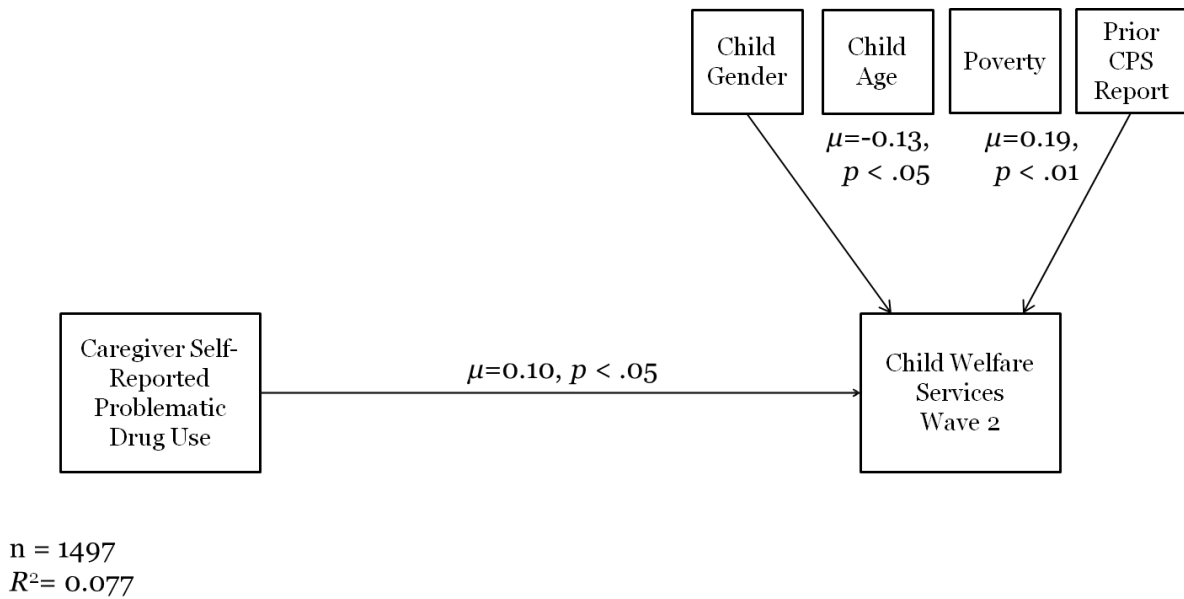 Child
Gender
Child
Age
Poverty
Prior
CPS
Report
μ=-0.13,
p < .05
μ=0.19,
p < .01
Caregiver Self-
Reported
Problematic
Drug Use
μ=0.10, p < .05
Child Welfare
Services
Wave 2
n = 1497
R²= 0.077